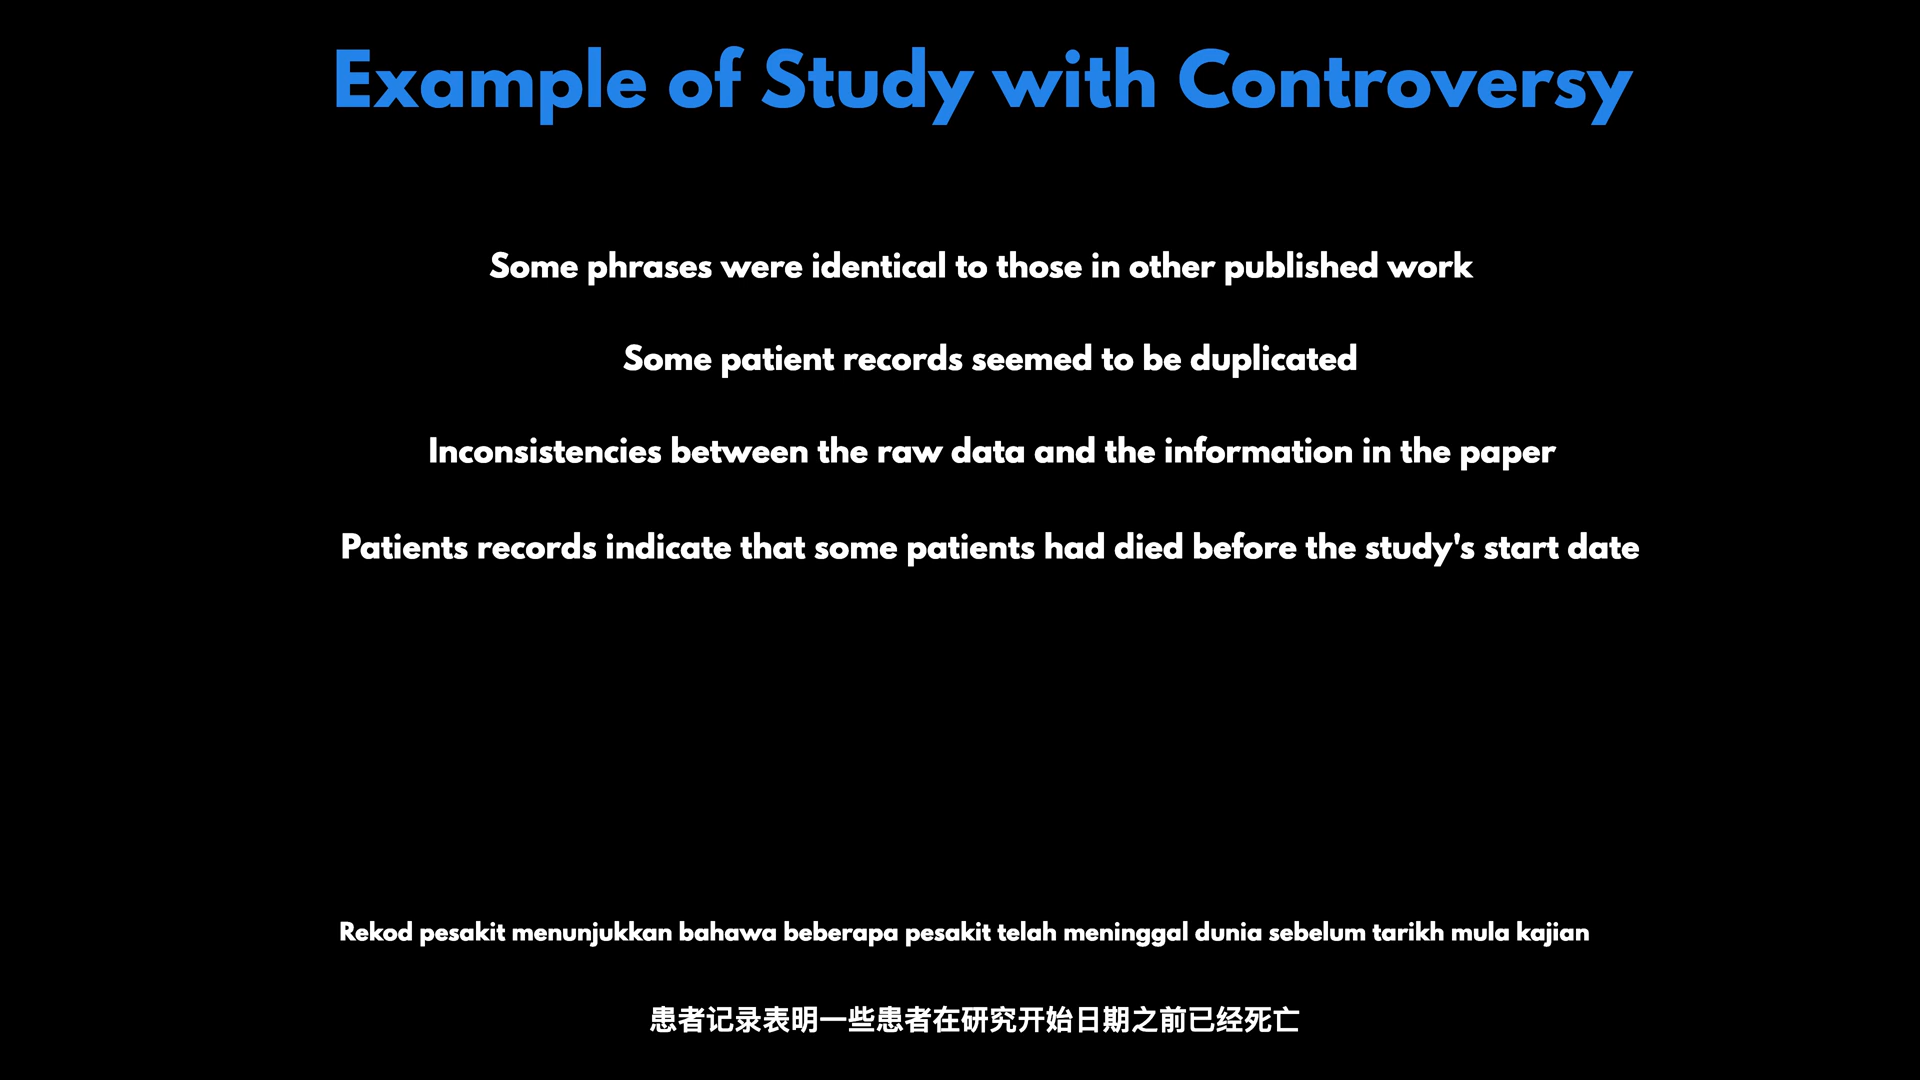 Example of Study with Controversy
Some phrases were identical to those in other published work
Some patient records seemed to be duplicated
Inconsistencies between the raw data and the information in the paper
Patients records indicate that some patients had died before the study's start date
Rekod pesakit menunjukkan bahawa beberapa pesakit telah meninggal dunia sebelum tarikh mula kajian
患者记录表明一些患者在研究开始日期之前已经死亡